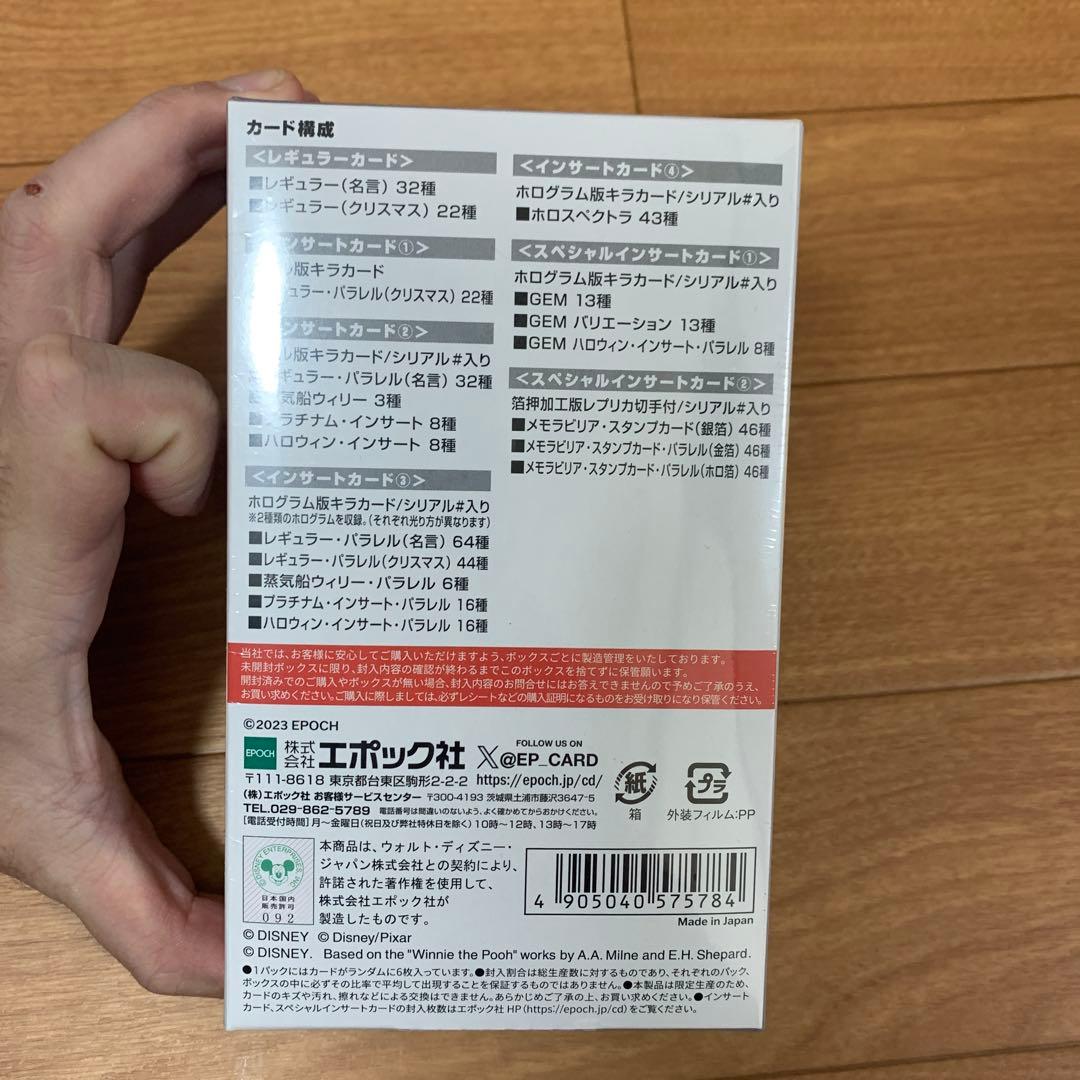 カード構成
<レギュラーカード>
■レギュラー(名言) 32種
■レギュラー(クリスマス) 22種
ンサートカード①>
ル版キラカード
ュラー・パラレル(クリスマス) 22種
ンサートカード②>
ル版キラカード/シリアル#入り
ギュラー・パラレル(名言) 32種
気船ウィリー 3種
プラチナム・インサート 8種
■ハロウィン・インサート 8種
<インサートカード③>
ホログラム版キラカード/シリアル#入り
※2種類のホログラムを収録。(それぞれ光り方が異なります)
■レギュラー・パラレル(名言) 64種
■レギュラー・パラレル(クリスマス) 44種
■蒸気船ウィリー・パラレル 6種
■プラチナム・インサート・パラレル 16種
■ハロウィン・インサート・パラレル 16種
<インサートカード④>
ホログラム版キラカード/シリアル#入り
■ホロスペクトラ 43種
<スペシャルインサートカード①>
ホログラム版キラカード/シリアル#入り
■GEM 13種
■GEM バリエーション 13種
■GEM ハロウィン・インサート・パラレル 8種
<スペシャルインサートカード②>
箔押加工版レプリカ切手付/シリアル#入り
■メモラビリア・スタンプカード(銀箔) 46種
■メモラビリア・スタンプカード・パラレル(金箔) 46種
■メモラビリア・スタンプカード・パラレル(ホロ箔) 46種
当社では、お客様に安心してご購入いただけますよう、ボックスごとに製造管理をいたしております。
未開封ボックスに限り、封入内容の確認が終わるまでこのボックスを捨てずに保管願います。
開封済みでのご購入やボックスが無い場合、封入内容のお問合せにはお答えできませんので予めご了承のうえ、
お買い求めください。ご購入に際しましては、必ずレシートなどの購入証明になるものをお受け取りになり保管ください。
©2023 EPOCH
EPOCH 株式会社エポック社
FOLLOW US ON
X@EP_CARD
〒111-8618 東京都台東区駒形2-2-2 https://epoch.jp/cd/
(株)エポック社 お客様サービスセンター 〒300-4193 茨城県土浦市藤沢3647-5
TEL.029-862-5789 電話番号は間違いのないよう、よく確かめてからおかけください。
[電話受付時間] 月~金曜日(祝日及び弊社特休日を除く) 10時~12時、13時~17時
紙
箱
プラ
外装フィルム:PP
©DISNEY ENTERPRISES, INC.
日本国内
販売許可
092
本商品は、ウォルト・ディズニー・
ジャパン株式会社との契約により、
許諾された著作権を使用して、
株式会社エポック社が
製造したものです。
4 905040 575784
Made in Japan
© DISNEY © Disney/Pixar
© DISNEY. Based on the "Winnie the Pooh" works by A.A. Milne and E.H. Shepard.
●1パックにはカードがランダムに6枚入っています。●封入割合は総生産数に対するものであり、それぞれのパック、
ボックスの中に必ずその比率で平均して出現することを保証するものではありません。●本製品は限定生産のため、
カードのキズや汚れ、擦れなどによる交換はできません。あらかじめご了承の上、お買い求めください。●インサート
カード、スペシャルインサートカードの封入枚数はエポック社 HP (https://epoch.jp/cd) をご覧ください。